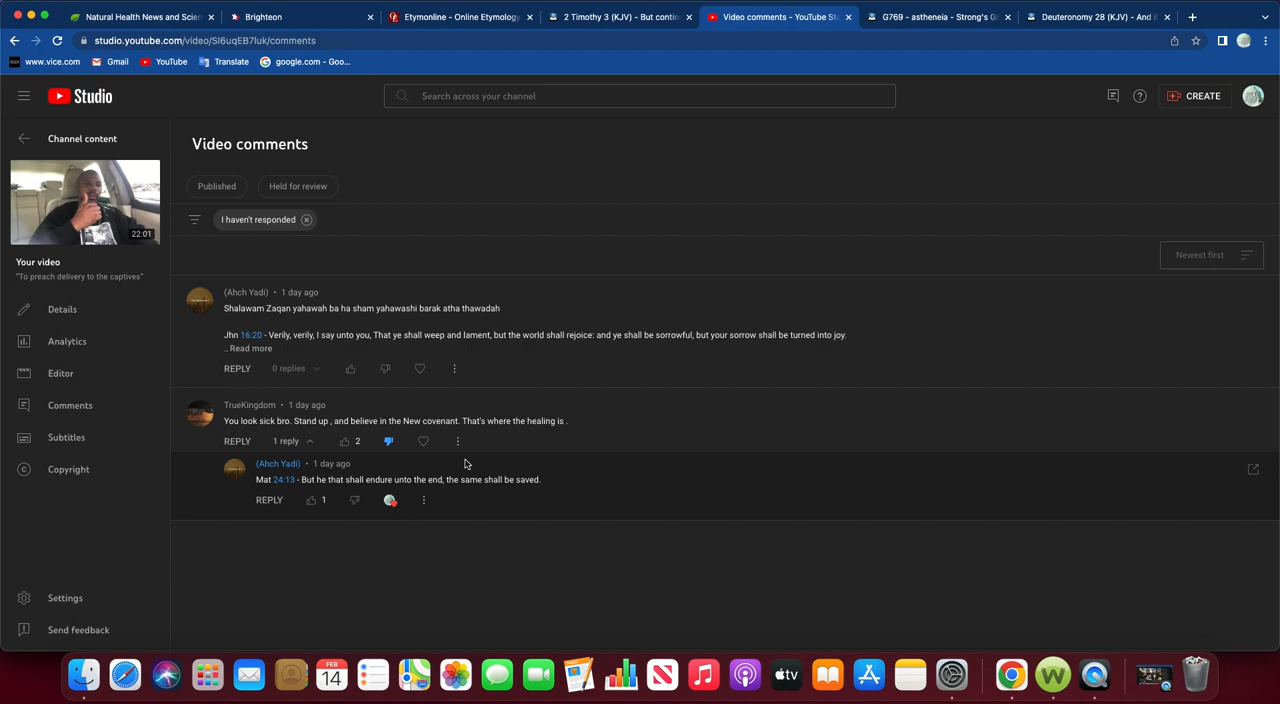 Natural Health News and Scien
Brighteon
Etymonline - Online Etymology
2 Timothy 3 (KJV) - But contin
Video comments - YouTube St
G769 - astheneia - Strong's G
Deuteronomy 28 (KJV) - And i
studio.youtube.com/video/SI6uqEB7luk/comments
www.vice.com
Gmail
YouTube
Translate
google.com - Goo...
Studio
Search across your channel
CREATE
Channel content
Video comments
22:01
Published
Held for review
I haven't responded
Your video
"To preach delivery to the captives"
Newest first
Details
Analytics
Editor
Comments
Subtitles
Copyright
Settings
Send feedback
(Ahch Yadi) • 1 day ago
Shalawam Zaqan yahawah ba ha sham yahawashi barak atha thawadah
Jhn 16:20 - Verily, verily, I say unto you, That ye shall weep and lament, but the world shall rejoice: and ye shall be sorrowful, but your sorrow shall be turned into joy.
.. Read more
REPLY 0 replies
TrueKingdom • 1 day ago
You look sick bro. Stand up , and believe in the New covenant. That's where the healing is .
REPLY 1 reply 2
(Ahch Yadi) • 1 day ago
Mat 24:13 - But he that shall endure unto the end, the same shall be saved.
REPLY 1
FEB
14
tv